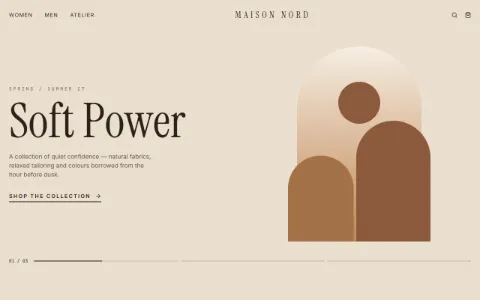 WOMEN MEN ATELIER
MAISON NORD
SPRING / SUMMER 27
Soft Power
A collection of quiet confidence — natural fabrics,
relaxed tailoring and colours borrowed from the
hour before dusk.
SHOP THE COLLECTION →
01 / 03